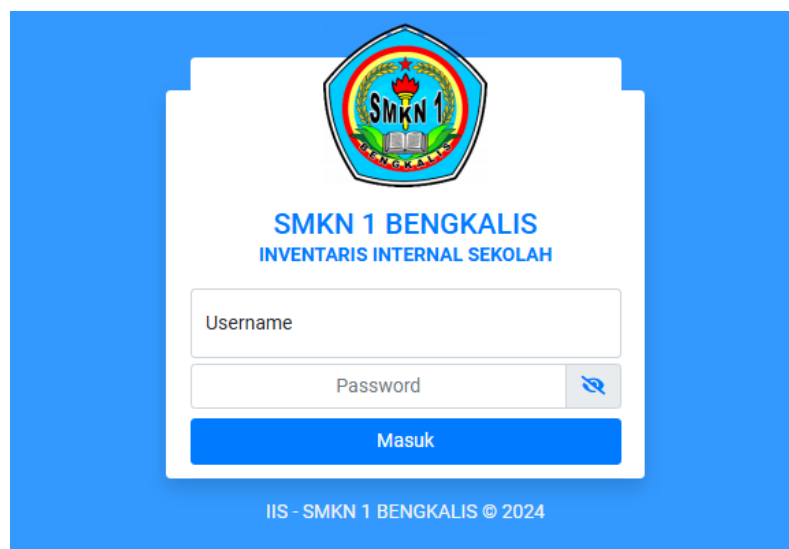 SMKN 1
BENGKALIS
SMKN 1 BENGKALIS
INVENTARIS INTERNAL SEKOLAH
Username
Password
Masuk
IIS - SMKN 1 BENGKALIS © 2024